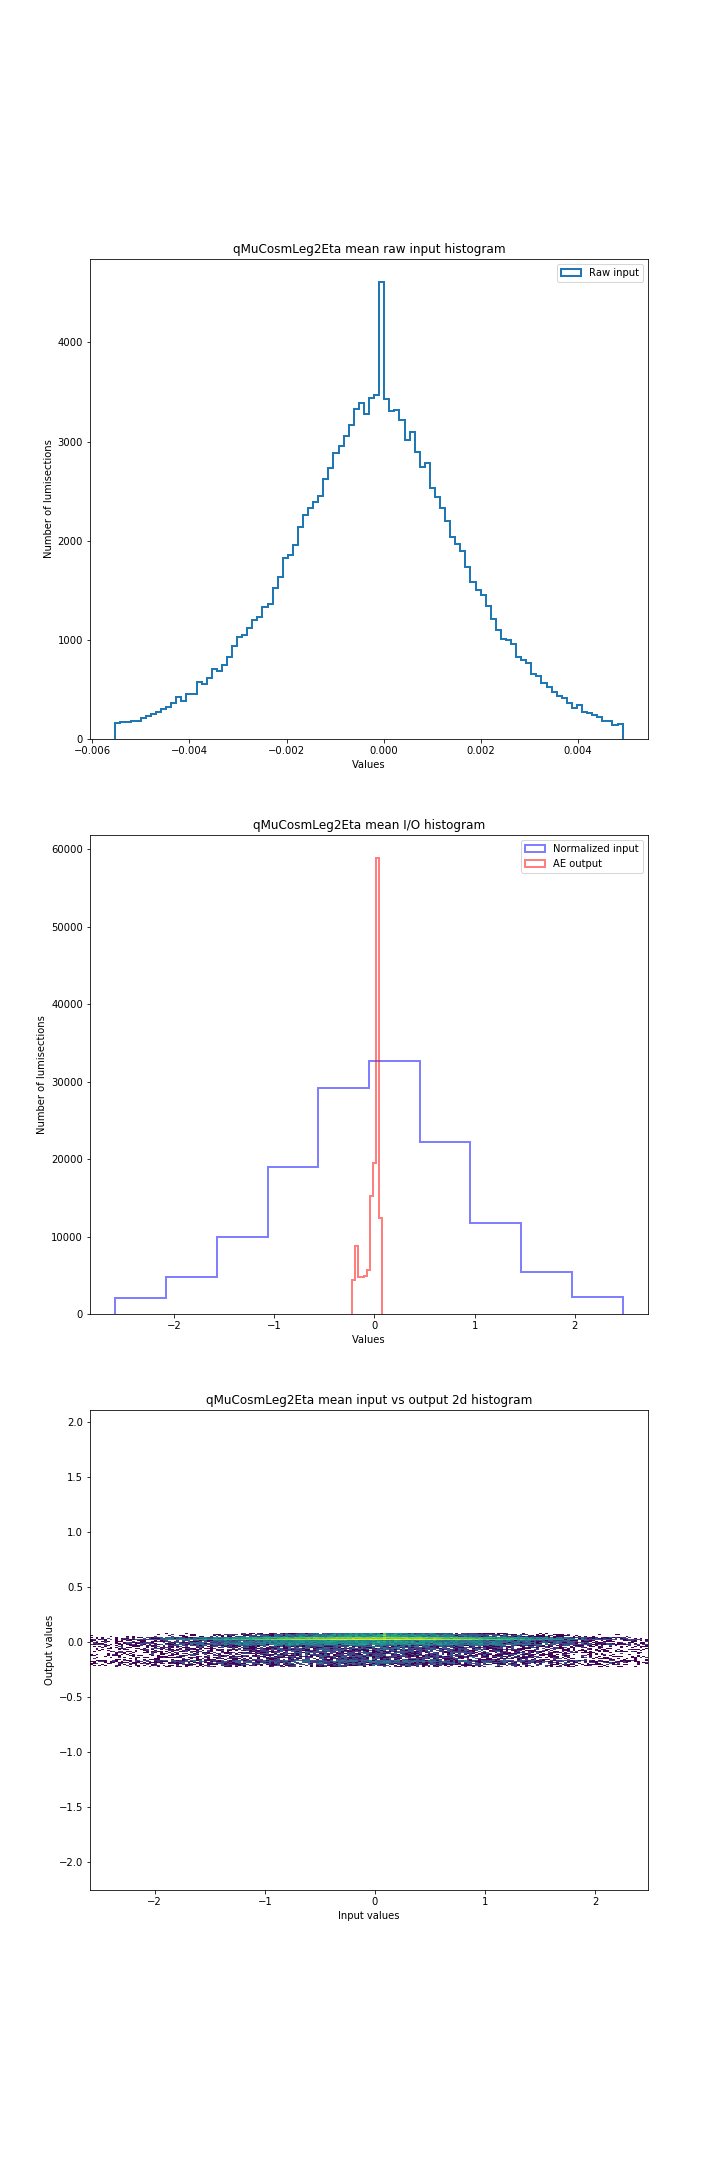 qMuCosmLeg2Eta mean raw input histogram
Raw input
4000
3000
2000
1000
0
Number of lumisections
−0.006 −0.004 −0.002 0.000 0.002 0.004
Values
qMuCosmLeg2Eta mean I/O histogram
Normalized input
AE output
60000
50000
40000
30000
20000
10000
0
Number of lumisections
−2 −1 0 1 2
Values
qMuCosmLeg2Eta mean input vs output 2d histogram
2.0
1.5
1.0
0.5
0.0
−0.5
−1.0
−1.5
−2.0
Output values
−2 −1 0 1 2
Input values